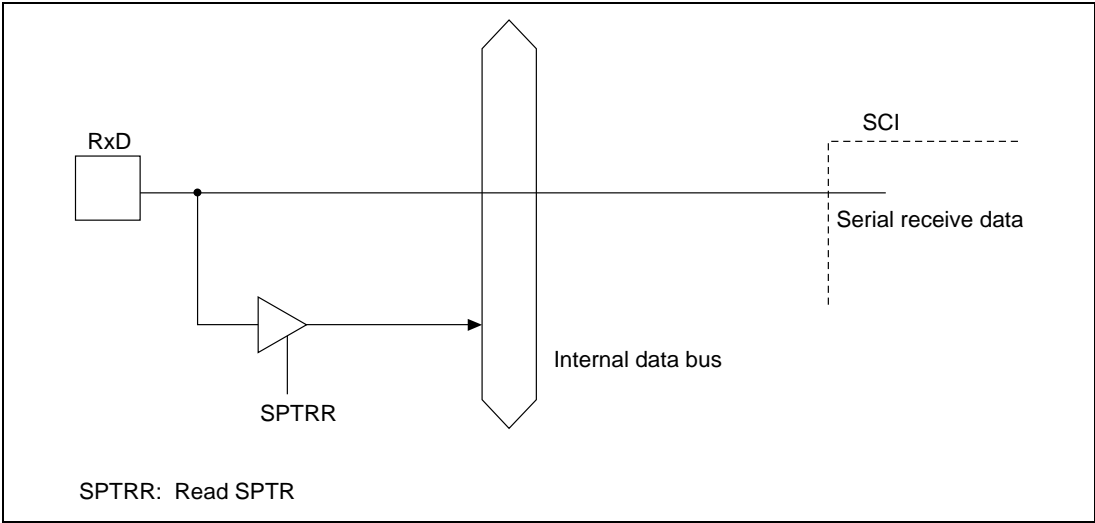 SCI
RxD
Serial receive data
Internal data bus
SPTRR
SPTRR: Read SPTR